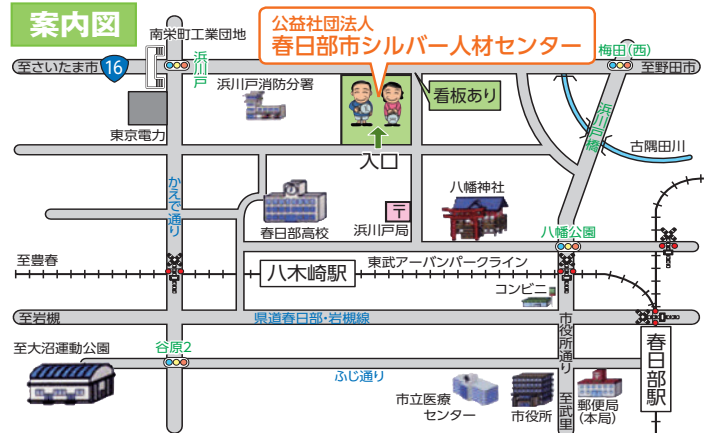 案内図
南栄町工業団地
公益社団法人
春日部市シルバー人材センター
梅田(西)
至さいたま市
16
浜川戸
至野田市
浜川戸消防分署
看板あり
浜川戸橋
東京電力
古隅田川
入口
かえで通り
八幡神社
〒
春日部高校
浜川戸局
八幡公園
至豊春
八木崎駅
東武アーバンパークライン
コンビニ
至岩槻
県道春日部・岩槻線
市役所通り
春日部駅
至大沼運動公園
谷原2
ふじ通り
市立医療
センター
市役所
至武里
郵便局
(本局)